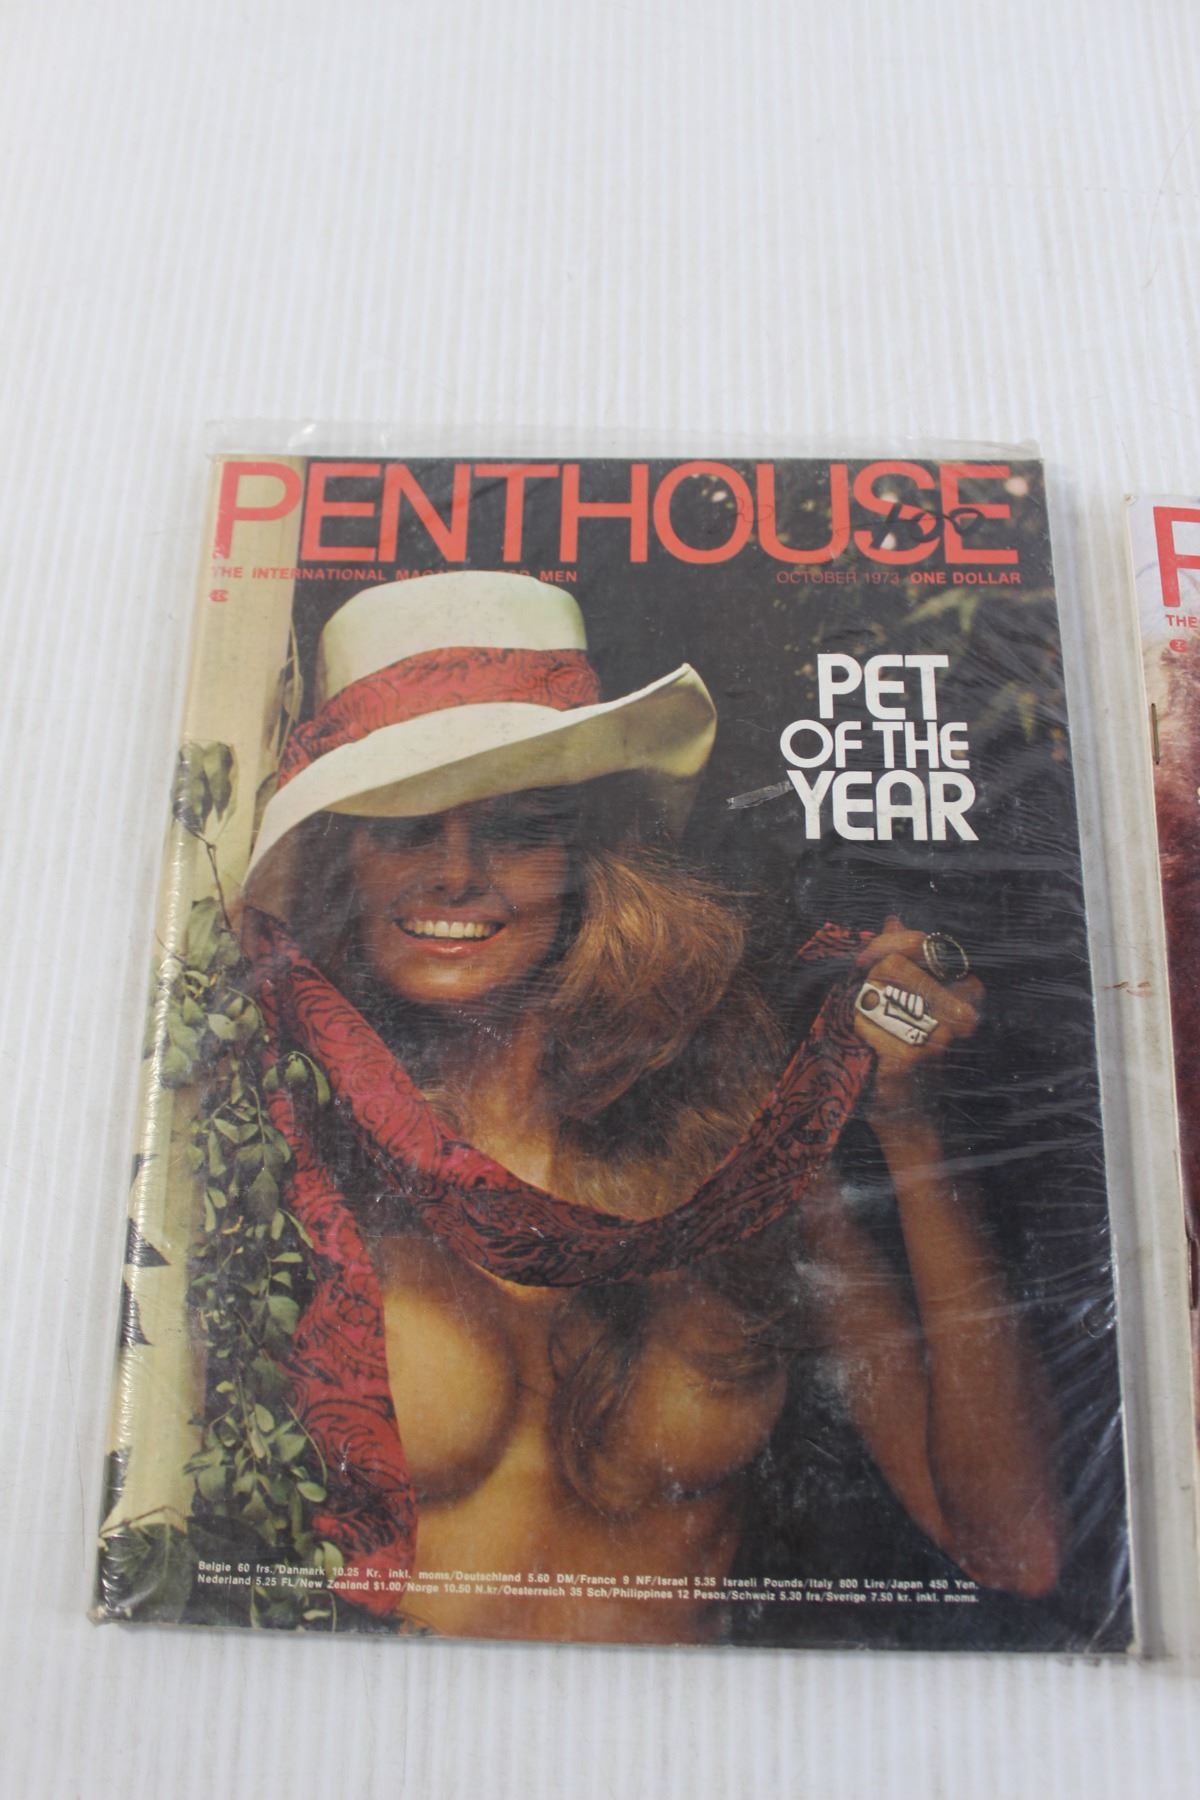 PENTHOUSE
THE INTERNATIONAL MEN
OCTOBER 1973 ONE DOLLAR
PET
OF THE
YEAR
Belgie 60 frs./Danmark 10.25 Kr. inkl. moms/Deutschland 5.60 DM/France 9 NF/Israel 5.35 Israeli Pounds/Italy 800 Lire/Japan 450 Yen.
Nederland 5.25 FL/New Zealand $1.00/Norge 10.50 N.kr/Oesterreich 35 Sch/Philippines 12 Pesos/Schweiz 5.30 frs/Sverige 7.50 kr. inkl. moms.
P
THE